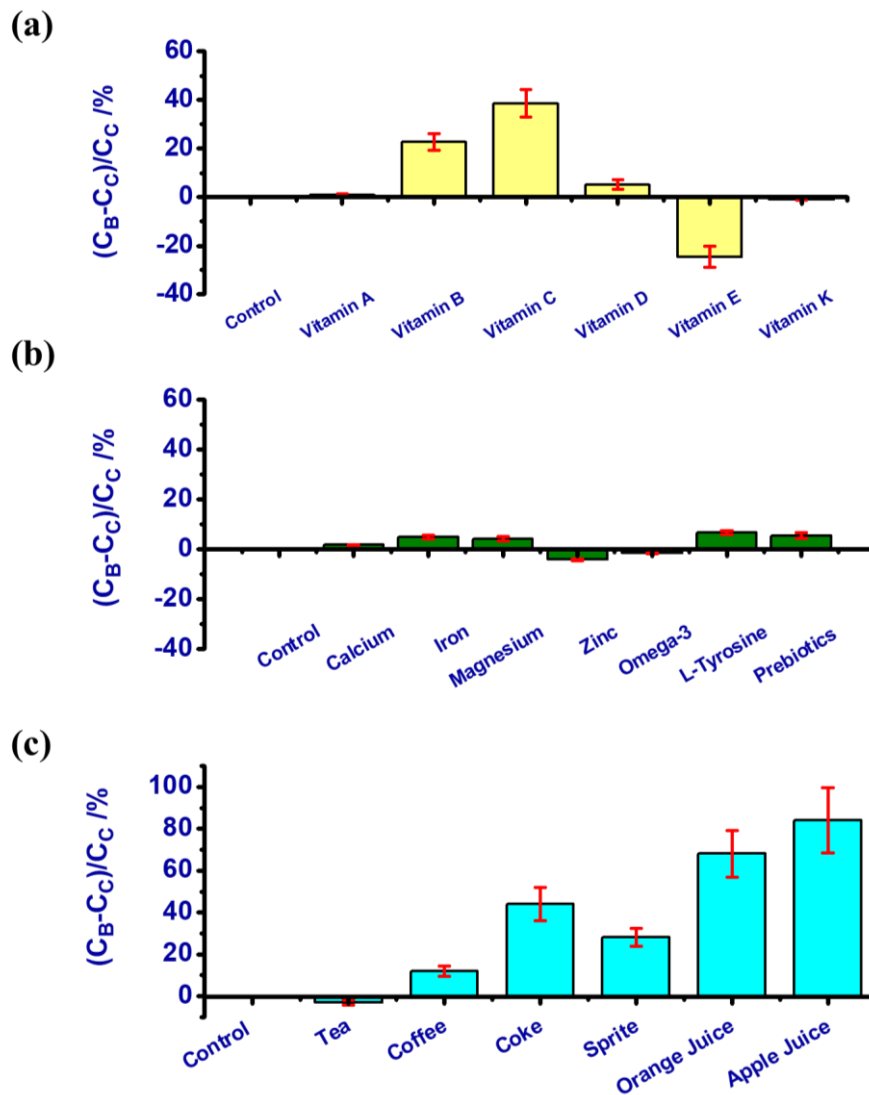 (a)
(C_B-C_C)/C_C /%
60
40
20
0
-20
-40
Control
Vitamin A
Vitamin B
Vitamin C
Vitamin D
Vitamin E
Vitamin K
(b)
(C_B-C_C)/C_C /%
60
40
20
0
-20
-40
Control
Calcium
Iron
Magnesium
Zinc
Omega-3
L-Tyrosine
Prebiotics
(c)
(C_B-C_C)/C_C /%
100
80
60
40
20
0
Control
Tea
Coffee
Coke
Sprite
Orange Juice
Apple Juice